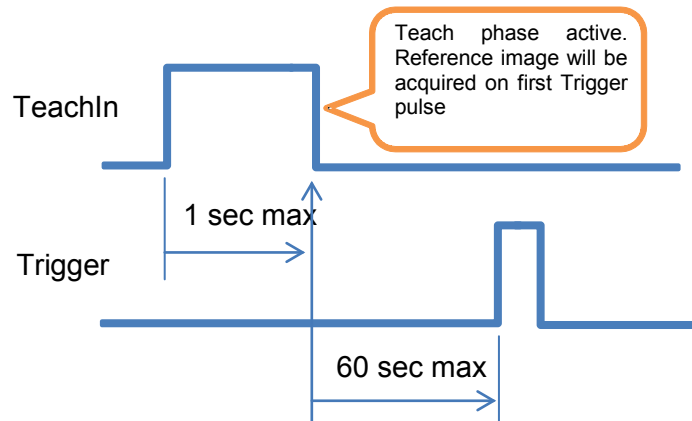 Teach phase active.
Reference image will be
acquired on first Trigger
pulse
TeachIn
1 sec max
Trigger
60 sec max